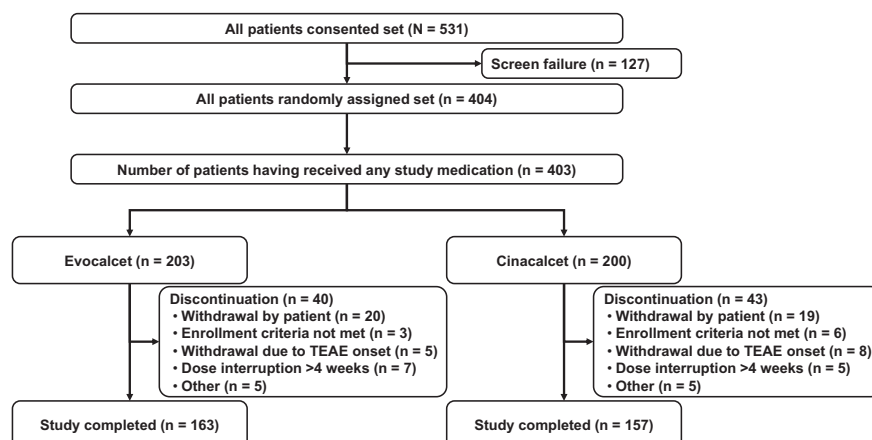 All patients consented set (N = 531)
Screen failure (n = 127)
All patients randomly assigned set (n = 404)
Number of patients having received any study medication (n = 403)
Evocalcet (n = 203)
Cinacalcet (n = 200)
Discontinuation (n = 40)
• Withdrawal by patient (n = 20)
• Enrollment criteria not met (n = 3)
• Withdrawal due to TEAE onset (n = 5)
• Dose interruption >4 weeks (n = 7)
• Other (n = 5)
Discontinuation (n = 43)
• Withdrawal by patient (n = 19)
• Enrollment criteria not met (n = 6)
• Withdrawal due to TEAE onset (n = 8)
• Dose interruption >4 weeks (n = 5)
• Other (n = 5)
Study completed (n = 163)
Study completed (n = 157)